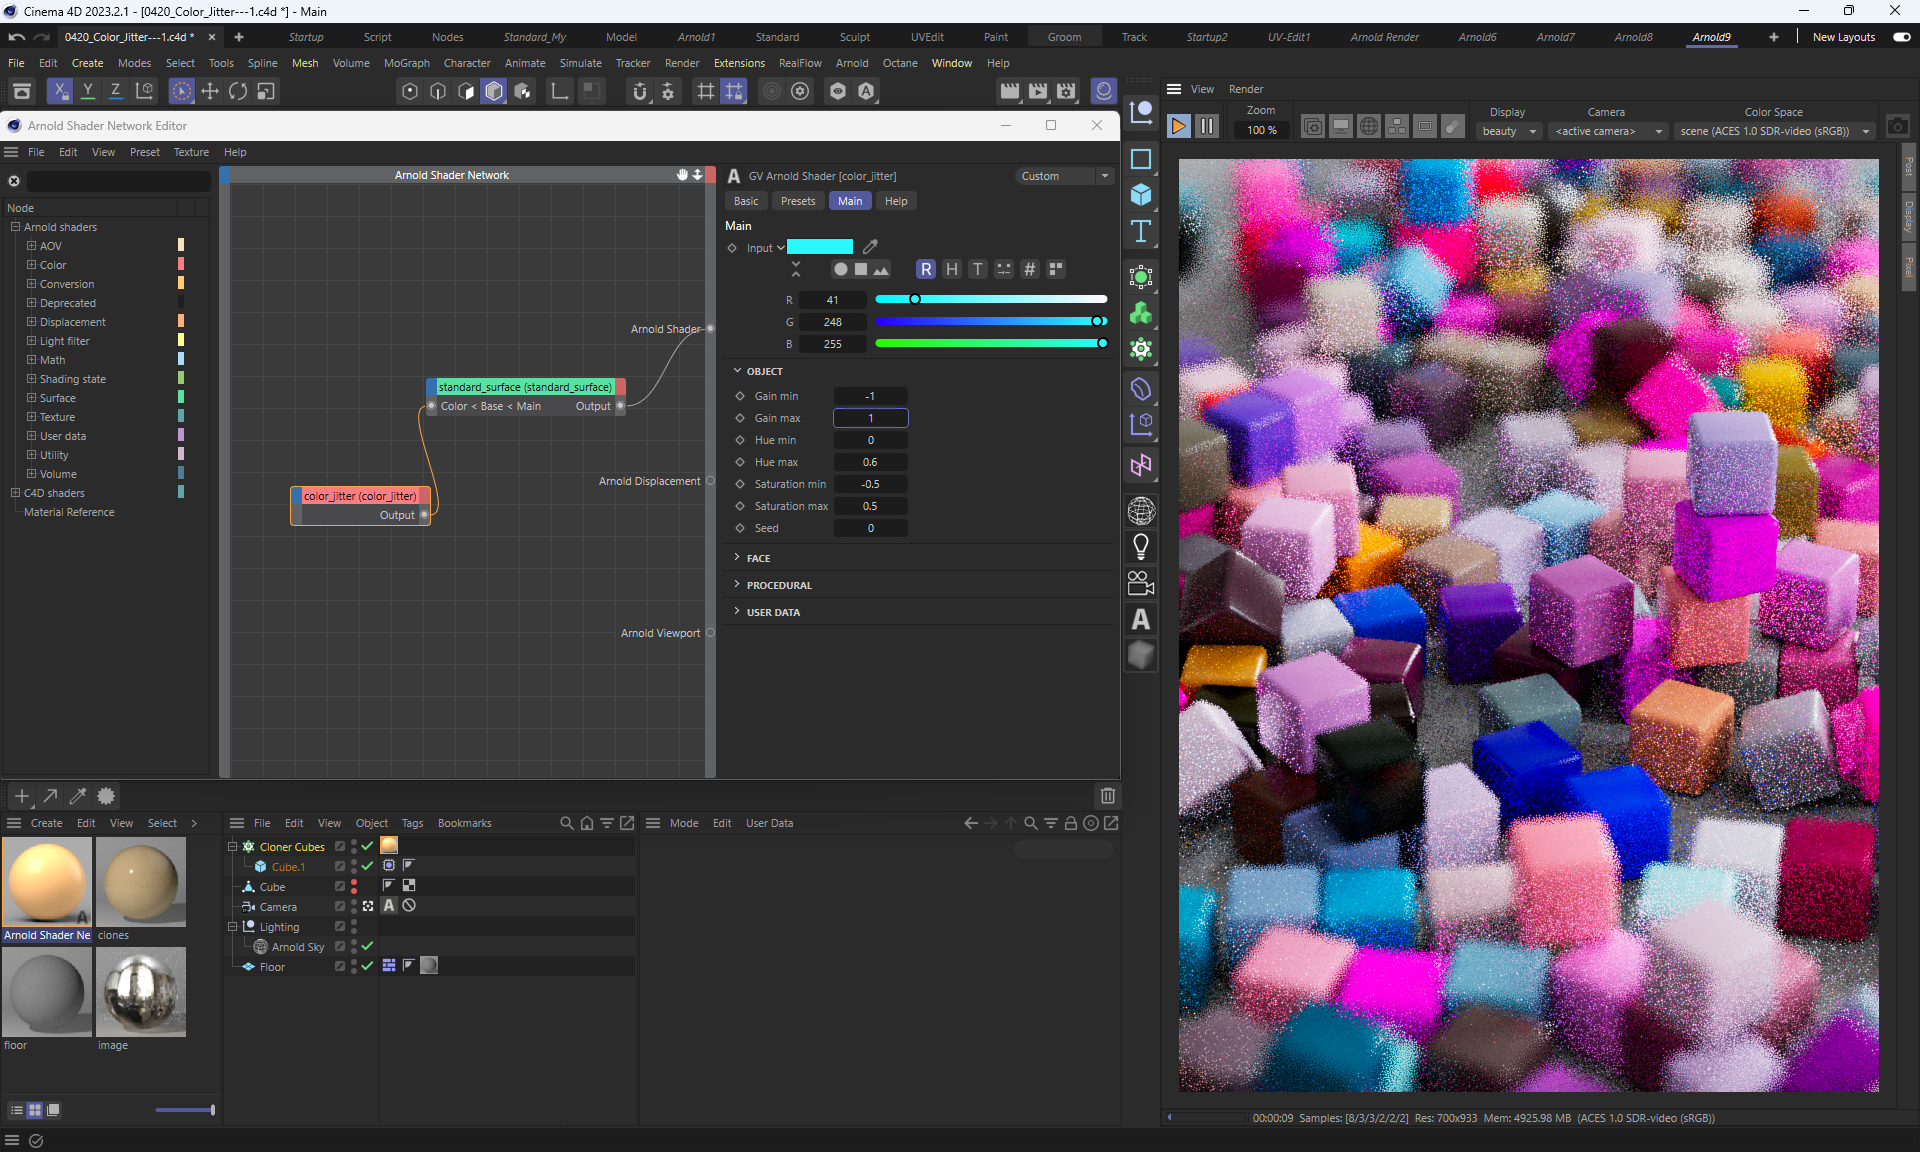 Cinema 4D 2023.2.1 - [0420_Color_Jitter---1.c4d *] - Main
0420_Color_Jitter---1.c4d *
Startup
Script
Nodes
Standard_My
Model
Arnold1
Standard
Sculpt
UVEdit
Paint
Groom
Track
Startup2
UV-Edit1
Arnold Render
Arnold6
Arnold7
Arnold8
Arnold9
New Layouts
File Edit Create Modes Select Tools Spline Mesh Volume MoGraph Character Animate Simulate Tracker Render Extensions RealFlow Arnold Octane Window Help
X Y Z
Arnold Shader Network Editor
File Edit View Preset Texture Help
Node
Arnold shaders
AOV
Color
Conversion
Deprecated
Displacement
Light filter
Math
Shading state
Surface
Texture
User data
Utility
Volume
C4D shaders
Material Reference
Arnold Shader Network
Arnold Shader
standard_surface (standard_surface)
Color < Base < Main Output
Arnold Displacement
color_jitter (color_jitter)
Output
Arnold Viewport
A GV Arnold Shader [color_jitter]
Custom
Basic Presets Main Help
Main
Input
R H T #
R 41
G 248
B 255
OBJECT
Gain min -1
Gain max 1
Hue min 0
Hue max 0.6
Saturation min -0.5
Saturation max 0.5
Seed 0
FACE
PROCEDURAL
USER DATA
View Render
Zoom
100 %
Display
beauty
Camera
<active camera>
Color Space
scene (ACES 1.0 SDR-video (sRGB))
Post
Display
Pixel
Create Edit View Select
Arnold Shader Ne
clones
floor
image
File Edit View Object Tags Bookmarks
Cloner Cubes
Cube.1
Cube
Camera
Lighting
Arnold Sky
Floor
Mode Edit User Data
00:00:09 Samples: [8/3/3/2/2/2] Res: 700x933 Mem: 4925.98 MB (ACES 1.0 SDR-video (sRGB))